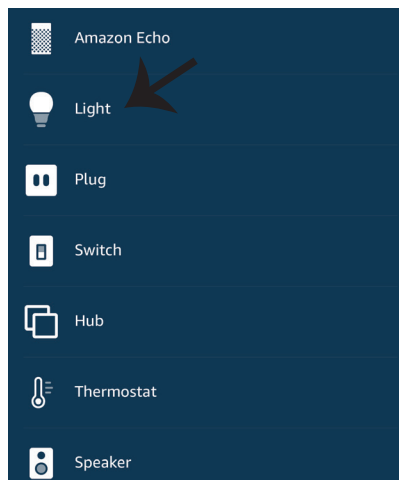 Amazon Echo
Light
Plug
Switch
Hub
Thermostat
Speaker